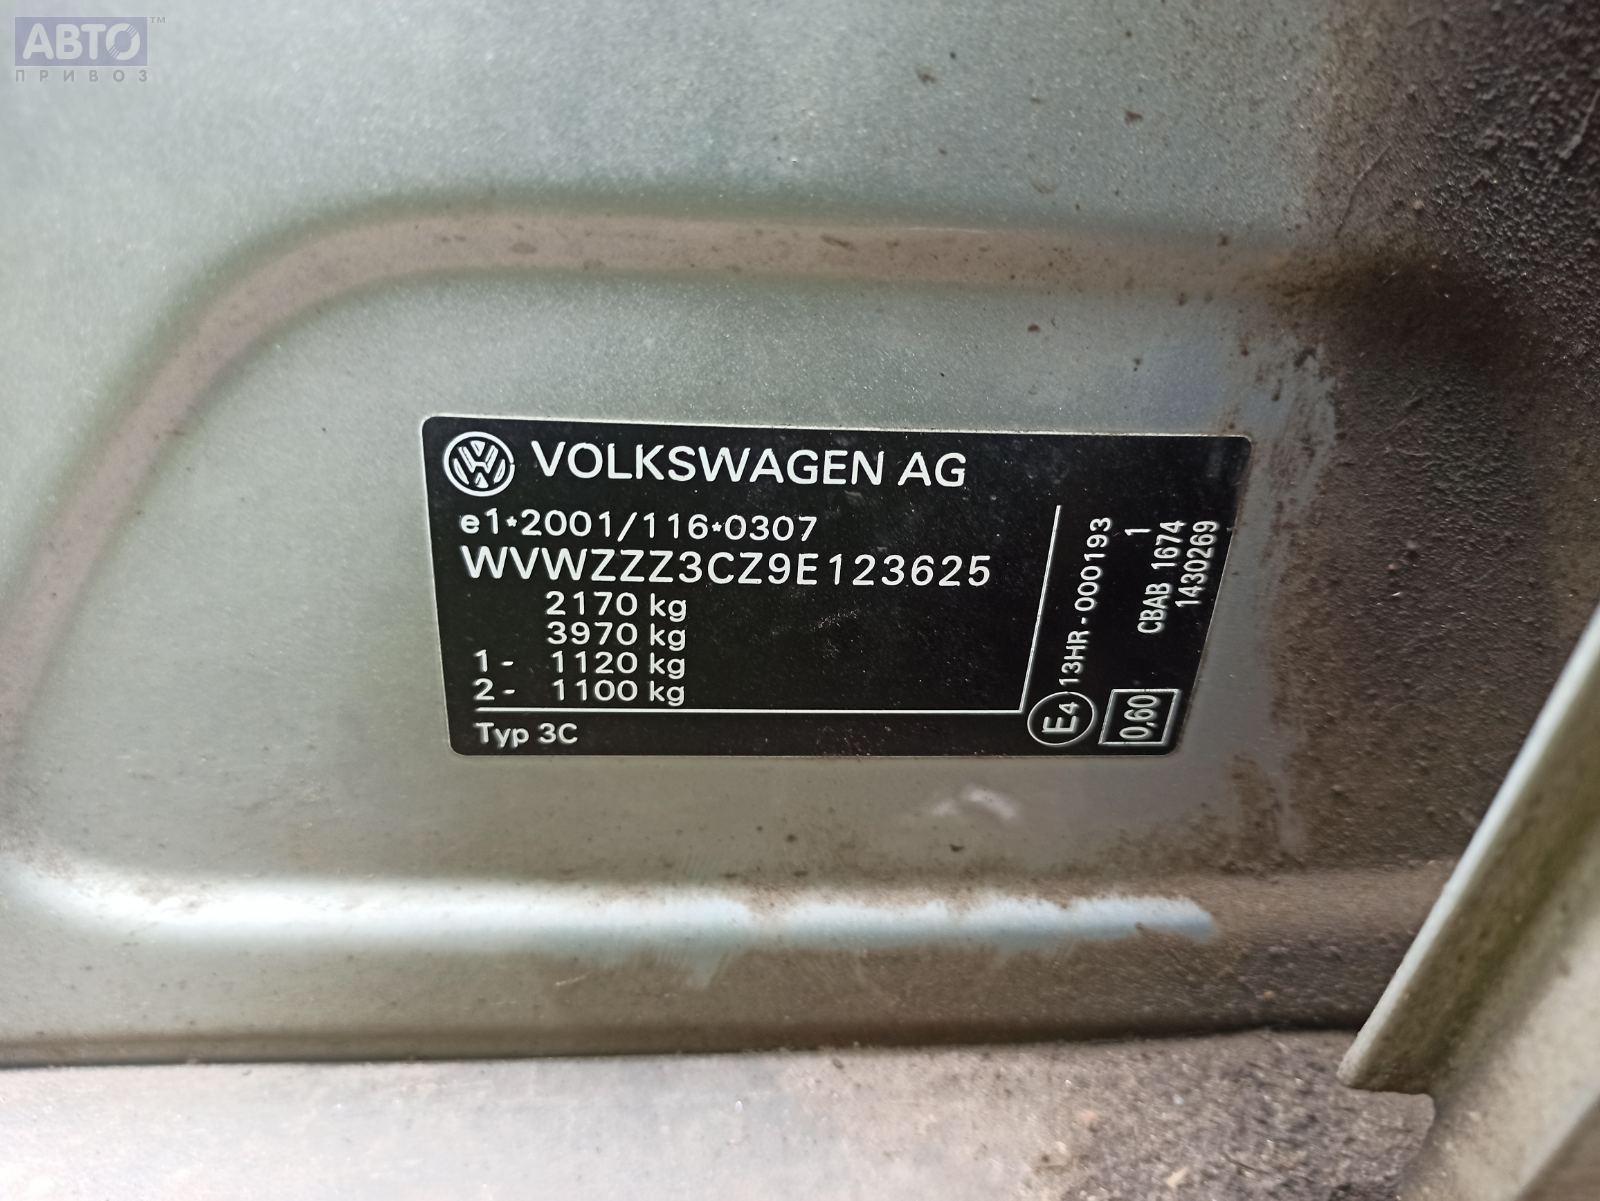 АВТО™
ПРИВОЗ
VOLKSWAGEN AG
e1*2001/116*0307
WVWZZZ3CZ9E123625
2170 kg
3970 kg
1- 1120 kg
2- 1100 kg
Typ 3C
E4 13HR-000193
1
CBAB 1674
1430269
0,60